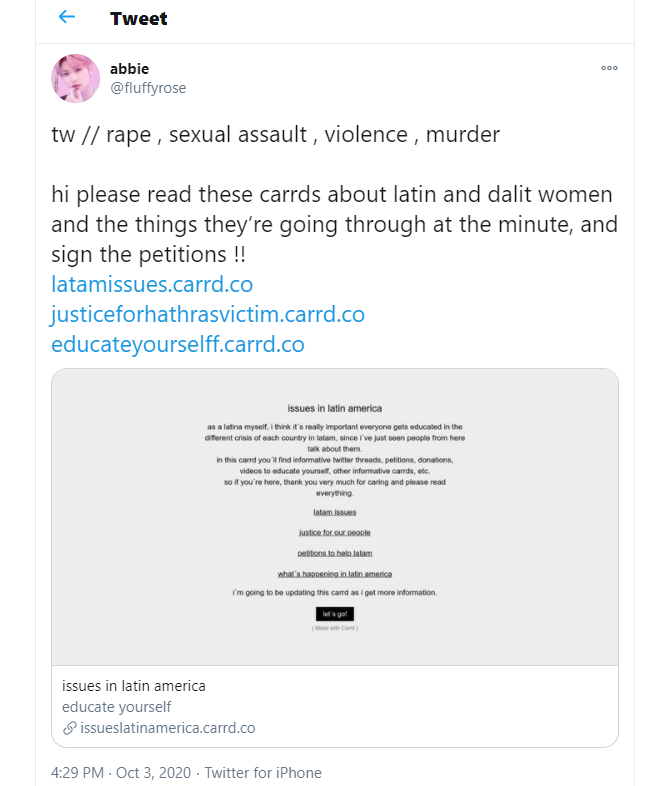 Tweet
abbie
@fluffyrose
tw // rape , sexual assault , violence , murder
hi please read these carrds about latin and dalit women
and the things they’re going through at the minute, and
sign the petitions !!
latamissues.carrd.co
justiceforhathrasvictim.carrd.co
educateyourselff.carrd.co
issues in latin america
as a latina myself, i think it´s really important everyone gets educated in the
different crisis of each country in latam, since i´ve just seen people from here
talk about them.
in this carrd you´ll find informative twitter threads, petitions, donations,
videos to educate yourself, other informative carrds, etc.
so if you´re here, thank you very much for caring and please read
everything.
latam issues
justice for our people
petitions to help latam
what´s happening in latin america
i´m going to be updating this carrd as i get more information.
let´s go!
( Made with Carrd )
issues in latin america
educate yourself
issueslatinamerica.carrd.co
4:29 PM · Oct 3, 2020 · Twitter for iPhone